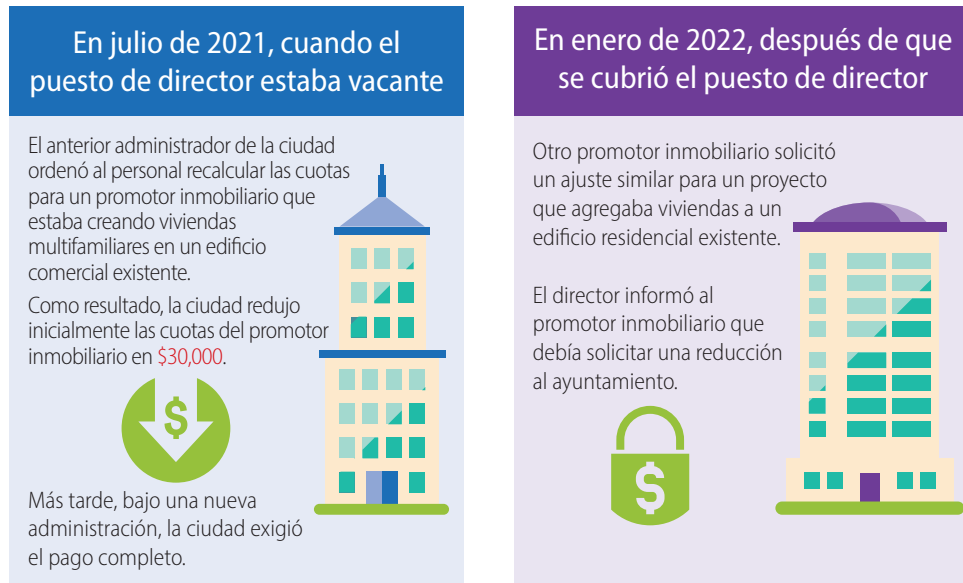 En julio de 2021, cuando el
puesto de director estaba vacante
El anterior administrador de la ciudad
ordenó al personal recalcular las cuotas
para un promotor inmobiliario que
estaba creando viviendas
multifamiliares en un edificio
comercial existente.
Como resultado, la ciudad redujo
inicialmente las cuotas del promotor
inmobiliario en $30,000.
$
Más tarde, bajo una nueva
administración, la ciudad exigió
el pago completo.
En enero de 2022, después de que
se cubrió el puesto de director
Otro promotor inmobiliario solicitó
un ajuste similar para un proyecto
que agregaba viviendas a un
edificio residencial existente.
El director informó al
promotor inmobiliario que
debía solicitar una reducción
al ayuntamiento.
$